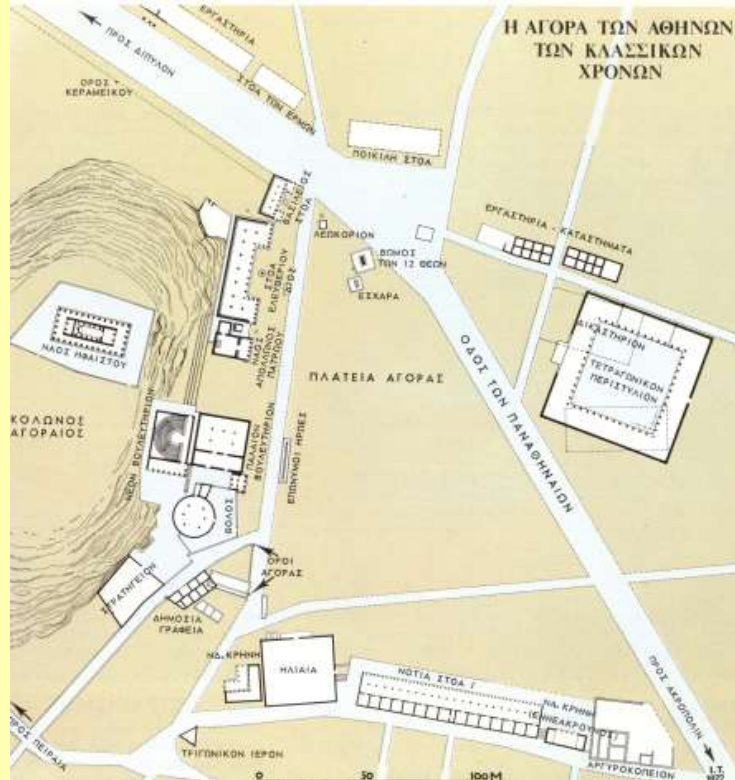 Η ΑΓΟΡΑ ΤΩΝ ΑΘΗΝΩΝ
ΤΩΝ ΚΛΑΣΣΙΚΩΝ
ΧΡΟΝΩΝ
ΕΡΓΑΣΤΗΡΙΑ
ΠΡΟΣ ΔΙΠΥΛΟΝ
ΣΤΟΑ ΤΩΝ ΕΡΜΩΝ
ΟΡΟΣ
ΚΕΡΑΜΕΙΚΟΥ
ΠΟΙΚΙΛΗ ΣΤΟΑ
ΒΑΣΙΛΕΙΟΣ
ΣΤΟΑ
ΛΕΩΚΟΡΙΟΝ
ΕΡΓΑΣΤΗΡΙΑ - ΚΑΤΑΣΤΗΜΑΤΑ
ΒΩΜΟΣ
ΤΩΝ 12 ΘΕΩΝ
ΕΣΧΑΡΑ
ΣΤΟΑ
ΕΛΕΥΘΕΡΙΟΥ
ΔΙΟΣ
ΝΑΟΣ ΗΦΑΙΣΤΟΥ
ΝΑΟΣ
ΑΠΟΛΛΩΝΟΣ
ΠΑΤΡΩΟΥ
ΔΙΚΑΣΤΗΡΙΟΝ
ΤΕΤΡΑΓΩΝΙΚΟΝ
ΠΕΡΙΣΤΥΛΙΟΝ
ΠΛΑΤΕΙΑ ΑΓΟΡΑΣ
ΟΔΟΣ ΤΩΝ ΠΑΝΑΘΗΝΑΙΩΝ
ΚΟΛΩΝΟΣ
ΑΓΟΡΑΙΟΣ
ΝΕΟΝ ΒΟΥΛΕΥΤΗΡΙΟΝ
ΠΑΛΑΙΟΝ
ΒΟΥΛΕΥΤΗΡΙΟΝ
ΕΠΩΝΥΜΟΙ ΗΡΩΕΣ
ΘΟΛΟΣ
ΟΡΟΙ
ΑΓΟΡΑΣ
ΣΤΡΑΤΗΓΕΙΟΝ
ΔΗΜΟΣΙΑ
ΓΡΑΦΕΙΑ
ΝΔ. ΚΡΗΝΗ
ΗΛΙΑΙΑ
ΝΟΤΙΑ ΣΤΟΑ Ι
ΝΑ. ΚΡΗΝΗ
(ΕΝΝΕΑΚΡΟΥΝΟΣ)
ΠΡΟΣ ΑΚΡΟΠΟΛΙΝ
ΠΡΟΣ ΠΕΙΡΑΙΑ
ΤΡΙΓΩΝΙΚΟΝ ΙΕΡΟΝ
ΑΡΓΥΡΟΚΟΠΕΙΟΝ
0 50 100Μ
Ι.Τ.